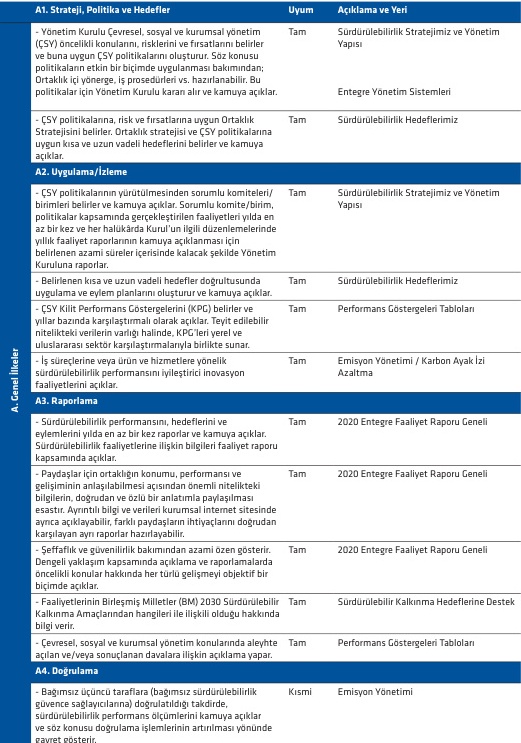 A1. Strateji, Politika ve Hedefler Uyum Açıklama ve Yeri
- Yönetim Kurulu Çevresel, sosyal ve kurumsal yönetim Tam Sürdürülebilirlik Stratejimiz ve Yönetim
(ÇSY) öncelikli konularını, risklerini ve fırsatlarını belirler Yapısı
ve buna uygun ÇSY politikalarını oluşturur. Söz konusu
politikaların etkin bir biçimde uygulanması bakımından;
Ortaklık içi yönerge, iş prosedürleri vs. hazırlanabilir. Bu
politikalar için Yönetim Kurulu kararı alır ve kamuya açıklar. Entegre Yönetim Sistemleri
- ÇSY politikalarına, risk ve fırsatlarına uygun Ortaklık Tam Sürdürülebilirlik Hedeflerimiz
Stratejisini belirler. Ortaklık stratejisi ve ÇSY politikalarına
uygun kısa ve uzun vadeli hedeflerini belirler ve kamuya
açıklar.
A2. Uygulama/İzleme
- ÇSY politikalarının yürütülmesinden sorumlu komiteleri/ Tam Sürdürülebilirlik Stratejimiz ve Yönetim
birimleri belirler ve kamuya açıklar. Sorumlu komite/birim, Yapısı
politikalar kapsamında gerçekleştirilen faaliyetleri yılda en
az bir kez ve her halükârda Kurul'un ilgili düzenlemelerinde
yıllık faaliyet raporlarının kamuya açıklanması için
belirlenen azami süreler içerisinde kalacak şekilde Yönetim
Kuruluna raporlar.
- Belirlenen kısa ve uzun vadeli hedefler doğrultusunda Tam Sürdürülebilirlik Hedeflerimiz
uygulama ve eylem planlarını oluşturur ve kamuya açıklar.
- ÇSY Kilit Performans Göstergelerini (KPG) belirler ve Tam Performans Göstergeleri Tabloları
yıllar bazında karşılaştırmalı olarak açıklar. Teyit edilebilir
nitelikteki verilerin varlığı halinde, KPG'leri yerel ve
uluslararası sektör karşılaştırmalarıyla birlikte sunar.
- İş süreçlerine veya ürün ve hizmetlere yönelik Tam Emisyon Yönetimi / Karbon Ayak İzi
sürdürülebilirlik performansını iyileştirici inovasyon Azaltma
faaliyetlerini açıklar.
A. Genel İlkeler
A3. Raporlama
- Sürdürülebilirlik performansını, hedeflerini ve Tam 2020 Entegre Faaliyet Raporu Geneli
eylemlerini yılda en az bir kez raporlar ve kamuya açıklar.
Sürdürülebilirlik faaliyetlerine ilişkin bilgileri faaliyet raporu
kapsamında açıklar.
- Paydaşlar için ortaklığın konumu, performansı ve Tam 2020 Entegre Faaliyet Raporu Geneli
gelişiminin anlaşılabilmesi açısından önemli nitelikteki
bilgilerin, doğrudan ve özlü bir anlatımla paylaşılması
esastır. Ayrıntılı bilgi ve verileri kurumsal internet sitesinde
ayrıca açıklayabilir, farklı paydaşların ihtiyaçlarını doğrudan
karşılayan ayrı raporlar hazırlayabilir.
- Şeffaflık ve güvenilirlik bakımından azami özen gösterir. Tam 2020 Entegre Faaliyet Raporu Geneli
Dengeli yaklaşım kapsamında açıklama ve raporlamalarda
öncelikli konular hakkında her türlü gelişmeyi objektif bir
biçimde açıklar.
- Faaliyetlerinin Birleşmiş Milletler (BM) 2030 Sürdürülebilir Tam Sürdürülebilir Kalkınma Hedeflerine Destek
Kalkınma Amaçlarından hangileri ile ilişkili olduğu hakkında
bilgi verir.
- Çevresel, sosyal ve kurumsal yönetim konularında aleyhte Tam Performans Göstergeleri Tabloları
açılan ve/veya sonuçlanan davalara ilişkin açıklama yapar.
A4. Doğrulama
- Bağımsız üçüncü taraflara (bağımsız sürdürülebilirlik Kısmi Emisyon Yönetimi
güvence sağlayıcılarına) doğrulatıldığı takdirde,
sürdürülebilirlik performans ölçümlerini kamuya açıklar
ve söz konusu doğrulama işlemlerinin artırılması yönünde
gayret gösterir.